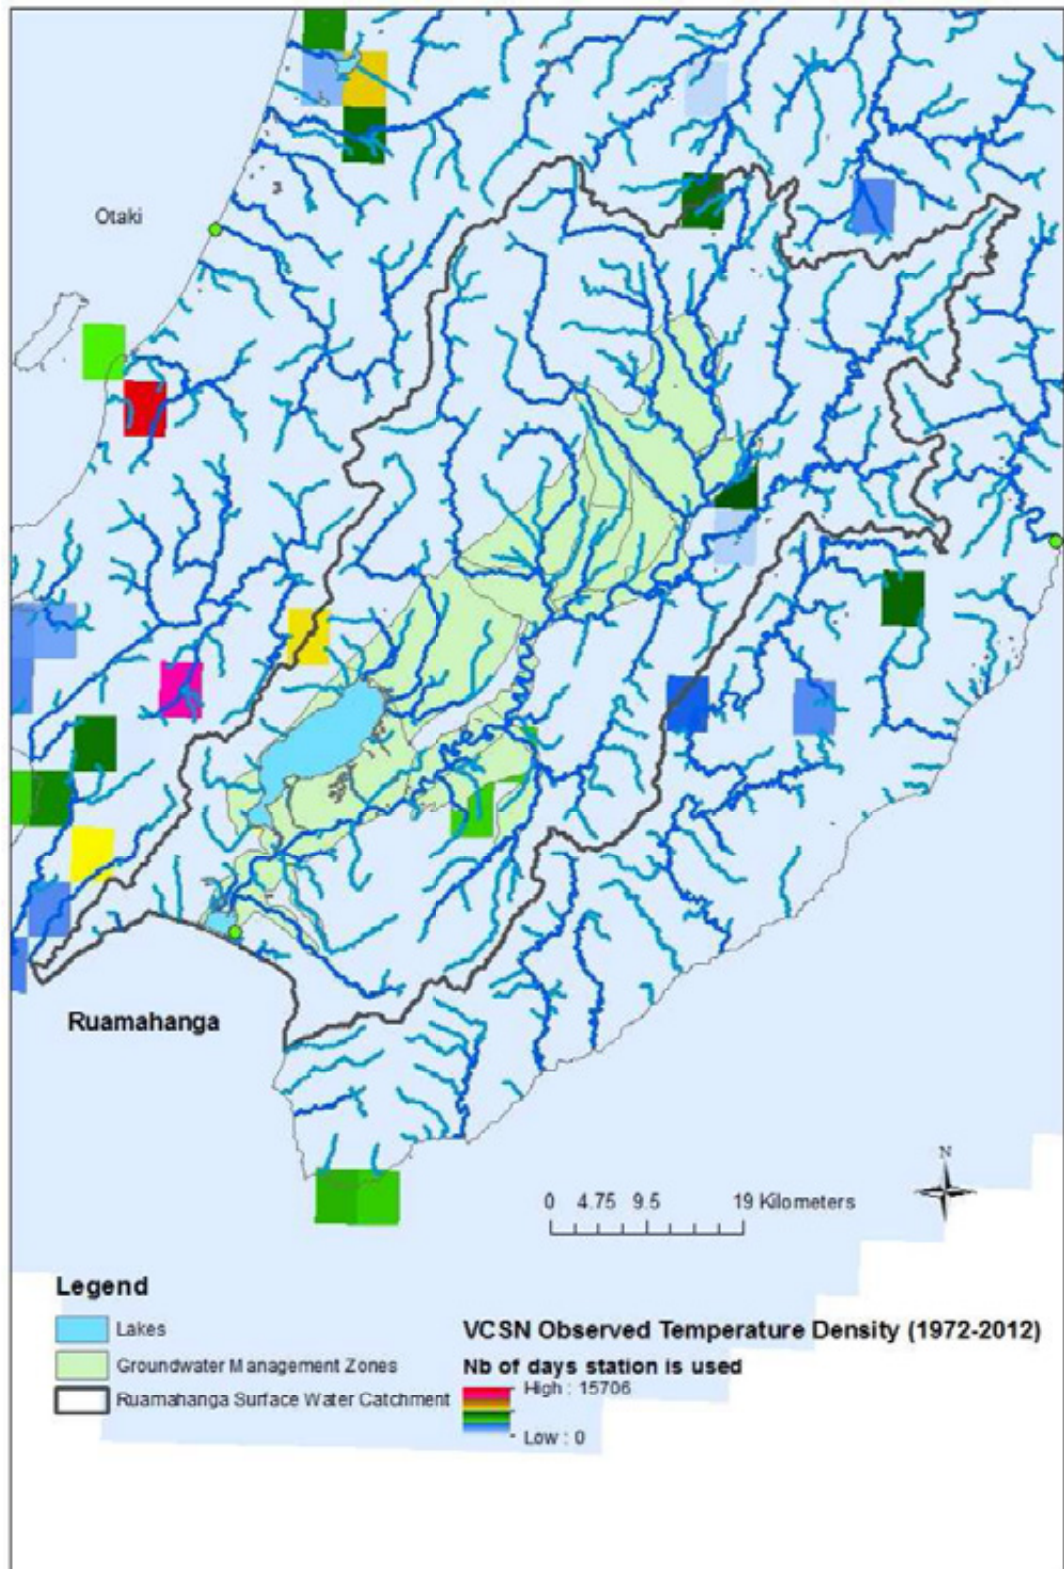 Otaki
Ruamahanga
N
0 4.75 9.5 19 Kilometers
Legend
Lakes
Groundwater Management Zones
Ruamahanga Surface Water Catchment
VCSN Observed Temperature Density (1972-2012)
Nb of days station is used
High : 15706
Low : 0